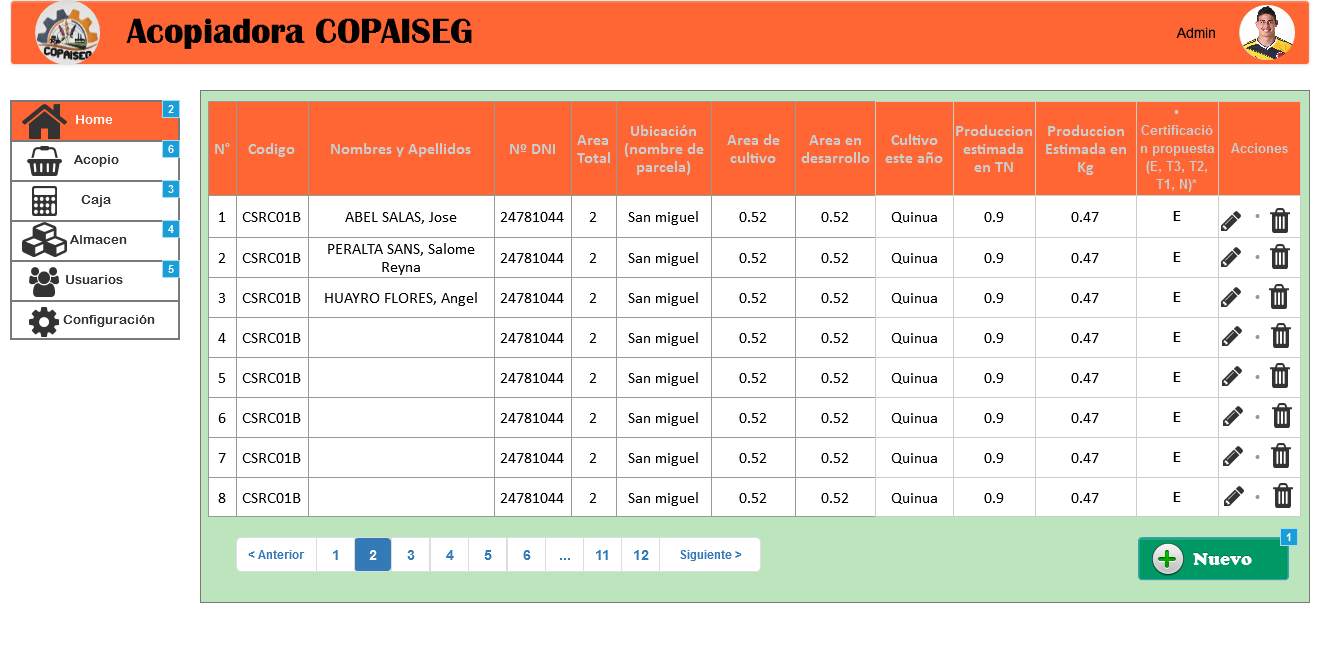 COPAISEG
Acopiadora COPAISEG
Admin
Home 2
Acopio 6
Caja 3
Almacen 4
Usuarios 5
Configuración
N° Codigo Nombres y Apellidos Nº DNI Area Total Ubicación (nombre de parcela) Area de cultivo Area en desarrollo Cultivo este año Produccion estimada en TN Produccion Estimada en Kg * Certificació n propuesta (E, T3, T2, T1, N)* Acciones
1 CSRC01B ABEL SALAS, Jose 24781044 2 San miguel 0.52 0.52 Quinua 0.9 0.47 E
2 CSRC01B PERALTA SANS, Salome Reyna 24781044 2 San miguel 0.52 0.52 Quinua 0.9 0.47 E
3 CSRC01B HUAYRO FLORES, Angel 24781044 2 San miguel 0.52 0.52 Quinua 0.9 0.47 E
4 CSRC01B 24781044 2 San miguel 0.52 0.52 Quinua 0.9 0.47 E
5 CSRC01B 24781044 2 San miguel 0.52 0.52 Quinua 0.9 0.47 E
6 CSRC01B 24781044 2 San miguel 0.52 0.52 Quinua 0.9 0.47 E
7 CSRC01B 24781044 2 San miguel 0.52 0.52 Quinua 0.9 0.47 E
8 CSRC01B 24781044 2 San miguel 0.52 0.52 Quinua 0.9 0.47 E
< Anterior 1 2 3 4 5 6 ... 11 12 Siguiente >
Nuevo 1